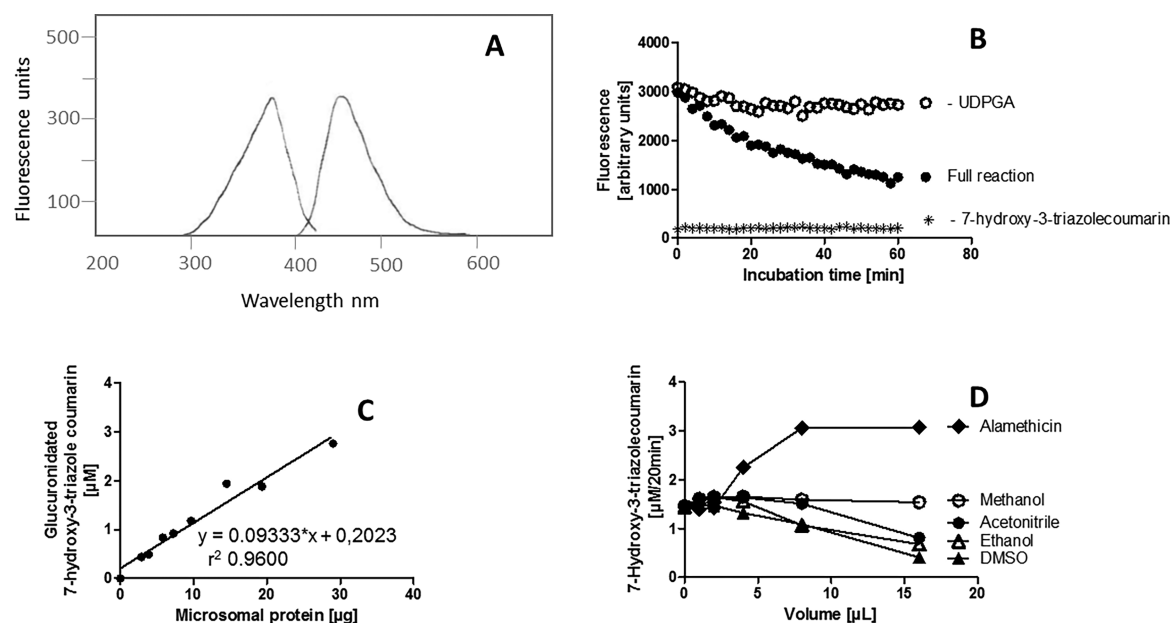 A
500
300
100
Fluorescence units
200
300
400
500
600
Wavelength nm
B
4000
3000
2000
1000
0
Fluorescence
[arbitrary units]
0
20
40
60
80
Incubation time [min]
- UDPGA
Full reaction
- 7-hydroxy-3-triazolecoumarin
C
4
3
2
1
0
Glucuronidated
7-hydroxy-3-triazole coumarin
[µM]
y = 0.09333*x + 0,2023
r² 0.9600
0
10
20
30
40
Microsomal protein [µg]
D
4
3
2
1
0
7-Hydroxy-3-triazolecoumarin
[µM/20min]
0
5
10
15
20
Volume [µL]
Alamethicin
Methanol
Acetonitrile
Ethanol
DMSO